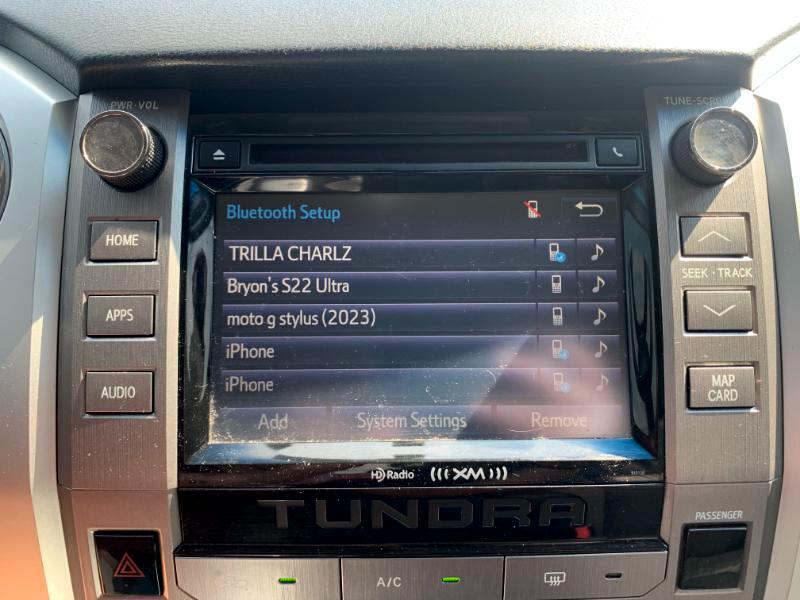 PWR·VOL
TUNE·SCROLL
Bluetooth Setup
HOME
TRILLA CHARLZ
SEEK · TRACK
Bryon's S22 Ultra
APPS
moto g stylus (2023)
iPhone
AUDIO
iPhone
MAP
CARD
Add System Settings Remove
HD Radio (((XM)))
TUNDRA
PASSENGER
A/C